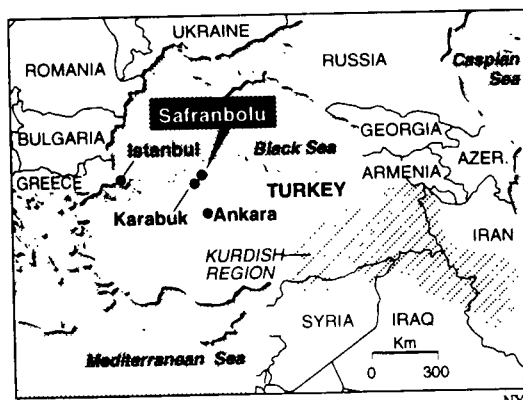 UKRAINE
ROMANIA
RUSSIA
Caspian
Sea
Safranbolu
BULGARIA
Istanbul
Black Sea
GEORGIA
GREECE
ARMENIA
AZER.
TURKEY
Karabuk
Ankara
KURDISH
REGION
IRAN
SYRIA
IRAQ
Mediterranean Sea
Km
0 300